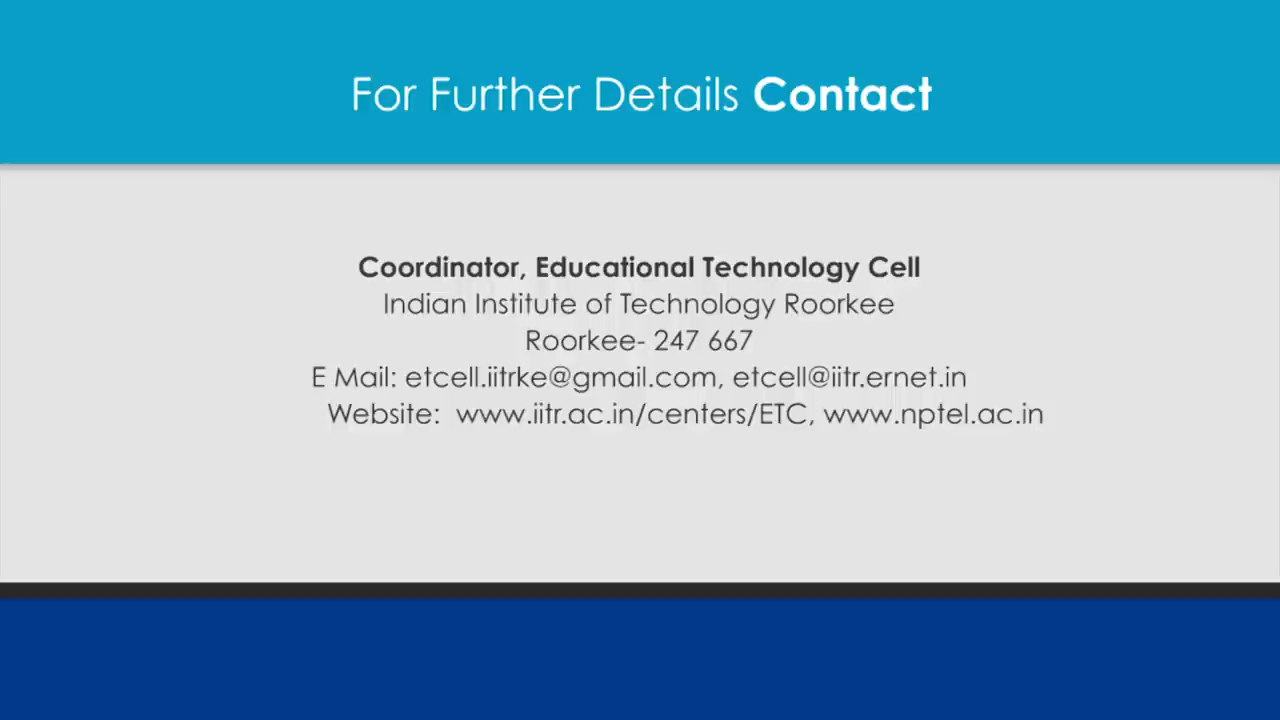 For Further Details Contact
Coordinator, Educational Technology Cell
Indian Institute of Technology Roorkee
Roorkee- 247 667
E Mail: etcell.iitrke@gmail.com, etcell@iitr.ernet.in
Website: www.iitr.ac.in/centers/ETC, www.nptel.ac.in